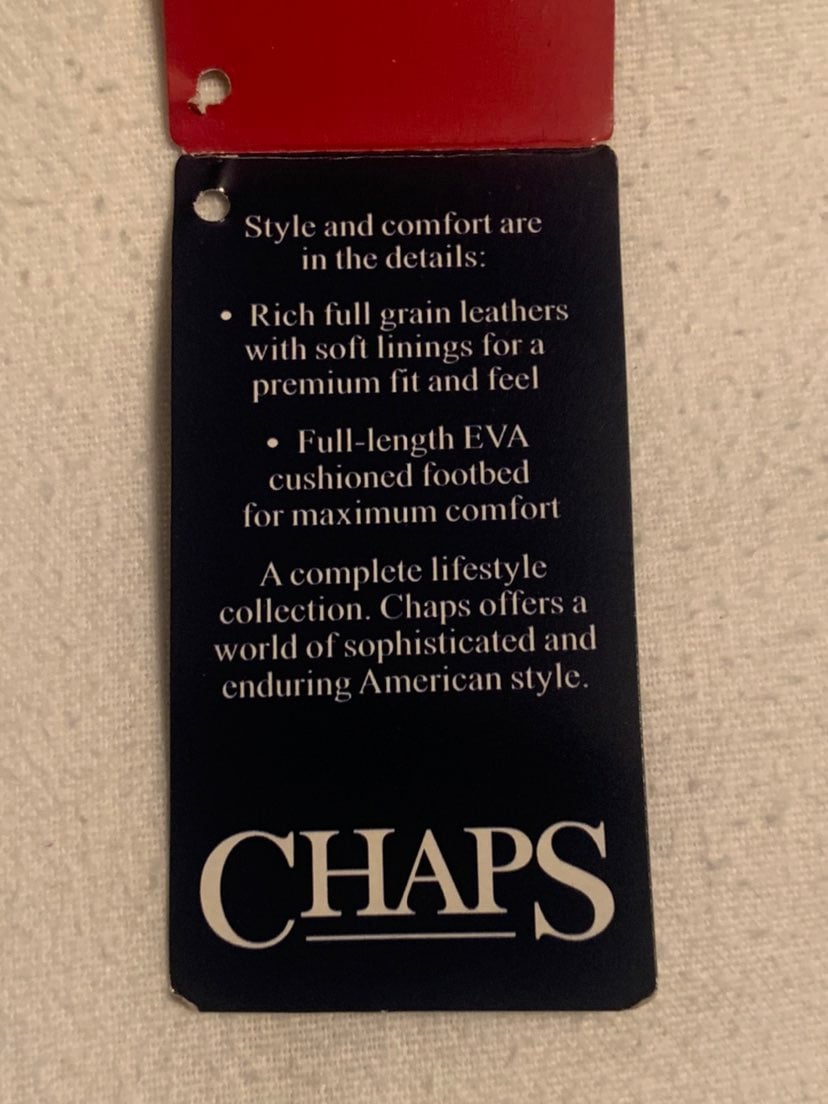 Style and comfort are
in the details:
• Rich full grain leathers
with soft linings for a
premium fit and feel
• Full-length EVA
cushioned footbed
for maximum comfort
A complete lifestyle
collection. Chaps offers a
world of sophisticated and
enduring American style.
CHAPS